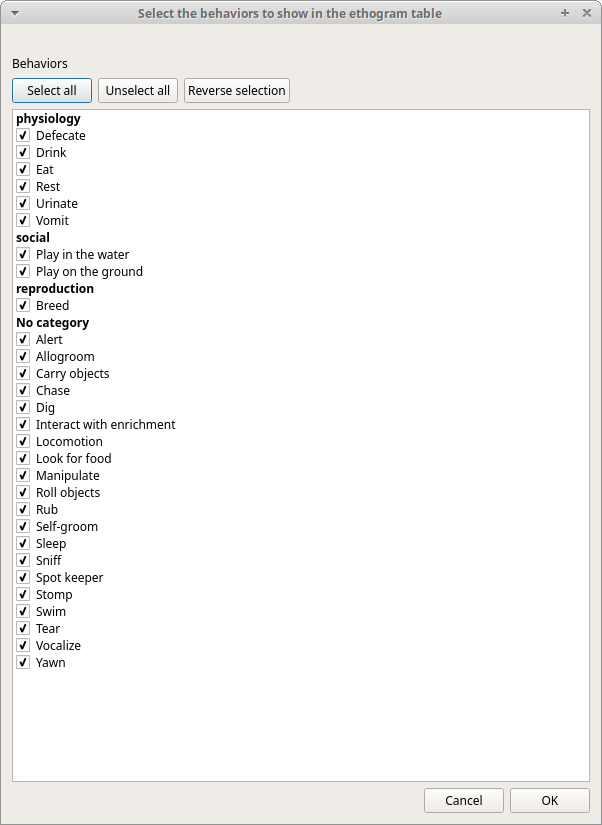 Select the behaviors to show in the ethogram table
Behaviors
Select all Unselect all Reverse selection
physiology
Defecate
Drink
Eat
Rest
Urinate
Vomit
social
Play in the water
Play on the ground
reproduction
Breed
No category
Alert
Allogroom
Carry objects
Chase
Dig
Interact with enrichment
Locomotion
Look for food
Manipulate
Roll objects
Rub
Self-groom
Sleep
Sniff
Spot keeper
Stomp
Swim
Tear
Vocalize
Yawn
Cancel OK